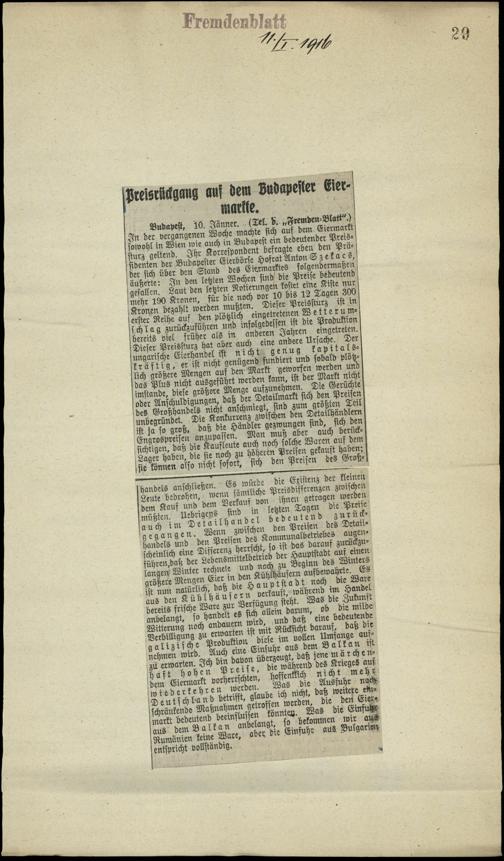 Fremdenblatt
11./I. 1916
29
Preisrückgang auf dem Budapester Eier-
markte.
Budapest, 10. Jänner. (Tel. d. „Fremden-Blatt“.)
In der vergangenen Woche machte sich auf dem Eiermarkt
sowohl in Wien wie auch in Budapest ein bedeutender Preis-
sturz geltend. Ihr Korrespondent befragte eben den Prä-
sidenten der Budapester Eierbörse Hofrat Anton Szekacs,
der sich über den Stand des Eiermarktes folgendermaßen
äußerte: In den letzten Wochen sind die Preise bedeutend
gefallen. Laut den letzten Notierungen kostet eine Kiste nur
mehr 190 Kronen, für die noch vor 10 bis 12 Tagen 300
Kronen bezahlt werden mußten. Dieser Preissturz ist in
erster Reihe auf den plötzlich eingetretenen Wetterum-
schlag zurückzuführen und infolgedessen ist die Produktion
bereits viel früher als in anderen Jahren eingetreten.
Dieser Preissturz hat aber auch eine andere Ursache. Der
ungarische Eierhandel ist nicht genug kapitals-
kräftig, er ist nicht genügend fundiert und sobald plötz-
lich größere Mengen auf den Markt geworfen werden und
das Plus nicht ausgeführt werden kann, ist der Markt nicht
imstande, diese größere Menge aufzunehmen. Die Gerüchte
oder Anschuldigungen, daß der Detailmarkt sich den Preisen
des Großhandels nicht anschmiegt, sind zum größten Teil
unbegründet. Die Konkurrenz zwischen den Detailhändlern
ist ja so groß, daß die Händler gezwungen sind, sich den
Engrospreisen anzupassen. Man muß aber auch berück-
sichtigen, daß die Kaufleute auch noch solche Waren auf dem
Lager haben, die sie noch zu höheren Preisen gekauft haben;
sie können also nicht sofort, sich den Preisen des Groß-
handels anschließen. Es würde die Existenz der kleinen
Leute bedrohen, wenn sämtliche Preisdifferenzen zwischen
dem Kauf und dem Verkauf von ihnen getragen werden
müßten. Uebrigens sind in letzten Tagen die Preise
auch im Detailhandel bedeutend zurück-
gegangen. Wenn zwischen den Preisen des Detail-
handels und den Preisen des Kommunalbetriebes augen-
scheinlich eine Differenz herrscht, so ist das darauf zurückzu-
führen, daß der Lebensmittelbetrieb der Hauptstadt auf einen
langen Winter rechnete und noch zu Beginn des Winters
größere Mengen Eier in den Kühlhäusern aufbewahrte. Es
ist nun natürlich, daß die Hauptstadt noch die Ware
aus den Kühlhäusern verkauft, während im Handel
bereits frische Ware zur Verfügung steht. Was die Zukunft
anbelangt, so handelt es sich allein darum, ob die milde
Witterung noch andauern wird, und daß eine bedeutende
Verbilligung zu erwarten ist mit Rücksicht darauf, daß die
galizische Produktion diese im vollen Umfange auf-
nehmen wird. Auch eine Einfuhr aus dem Balkan ist
zu erwarten. Ich bin davon überzeugt, daß jene märchen-
haft hohen Preise, die während des Krieges auf
dem Eiermarkt vorherrschten, hoffentlich nicht mehr
wiederkehren werden. Was die Ausfuhr nach
Deutschland betrifft, glaube ich nicht, daß weitere ein-
schränkende Maßnahmen getroffen werden, die den Eier-
markt bedeutend beeinflussen könnten. Was die Einfuhr
aus dem Balkan anbelangt, so bekommen wir aus
Rumänien keine Ware, aber die Einfuhr aus Bulgarien
entspricht vollständig.